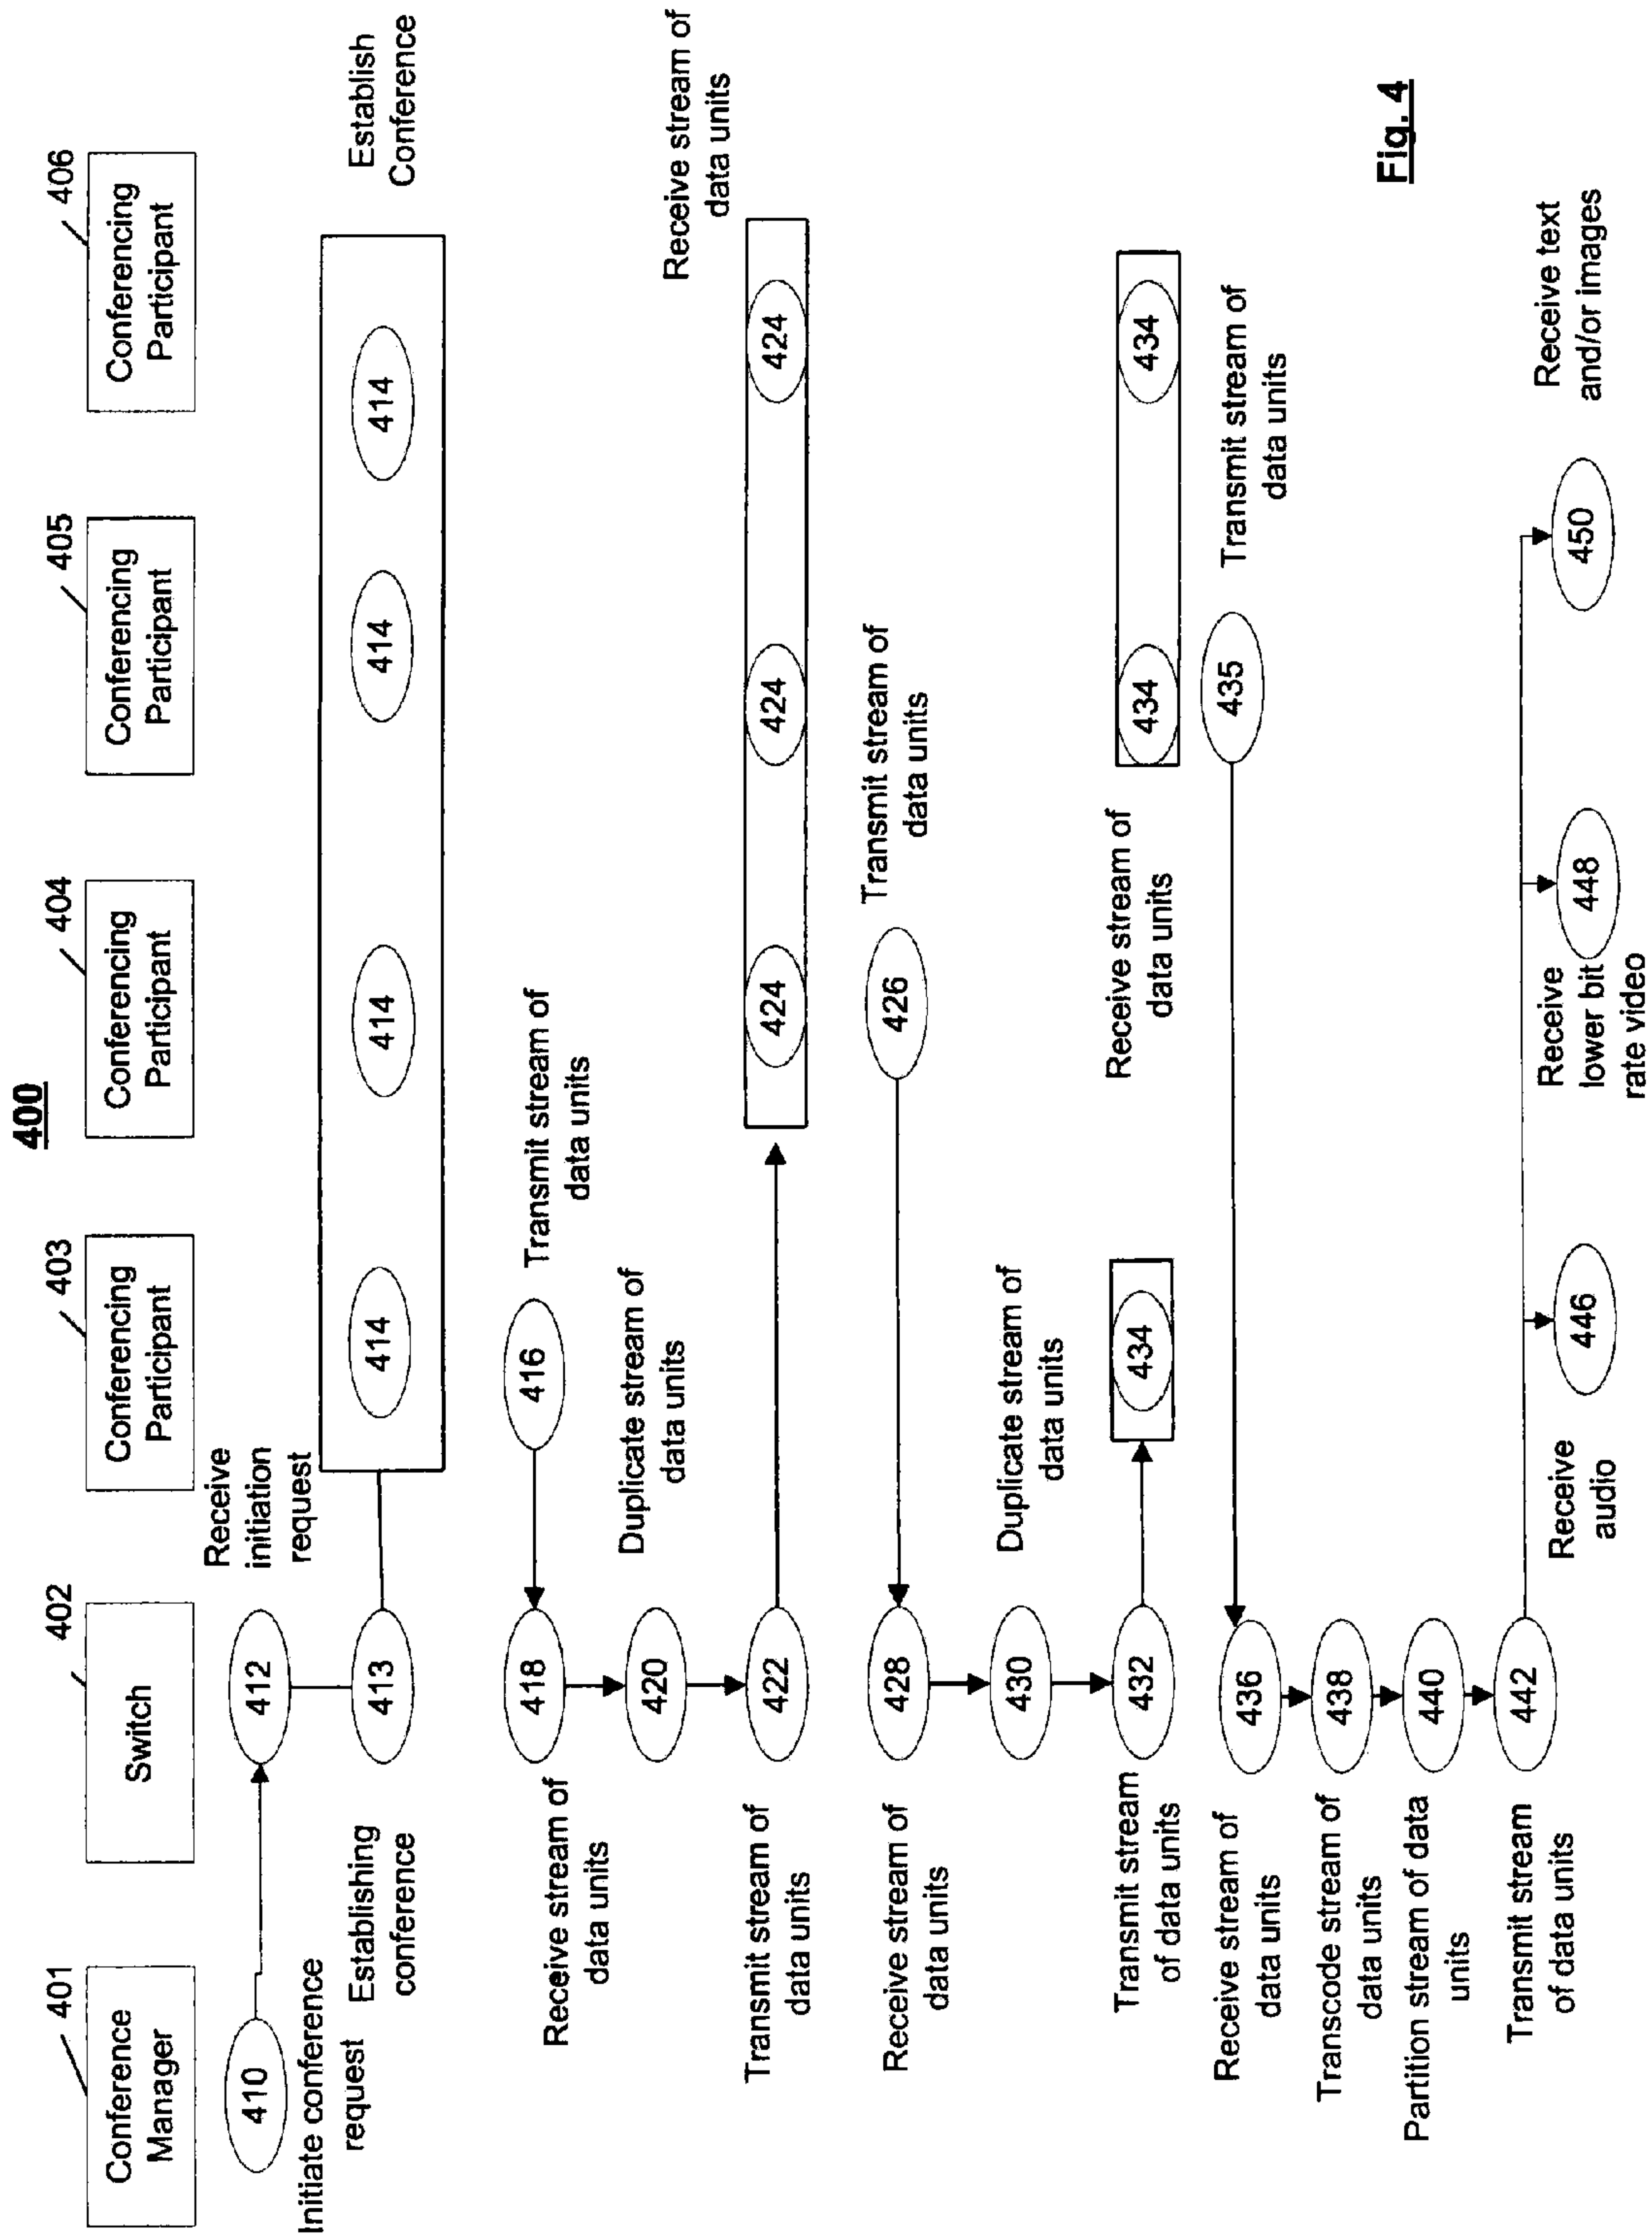 400
401
402
403
404
405
406
Conference
Manager
Switch
Conferencing
Participant
Conferencing
Participant
Conferencing
Participant
Conferencing
Participant
410
Initiate conference
request
412
Receive
initiation
request
413
Establishing
conference
414
414
414
414
Establish
Conference
416
Transmit stream of
data units
418
Receive stream of
data units
420
Duplicate stream of
data units
422
Transmit stream of
data units
424
424
424
Receive stream of
data units
426
Transmit stream of
data units
428
Receive stream of
data units
430
Duplicate stream of
data units
432
Transmit stream
of data units
434
Receive stream of
data units
434
434
435
Transmit stream of
data units
436
Receive stream of
data units
438
Transcode stream of
data units
440
Partition stream of data
units
442
Transmit stream
of data units
446
Receive
audio
448
Receive
lower bit
rate video
450
Receive text
and/or images
Fig. 4